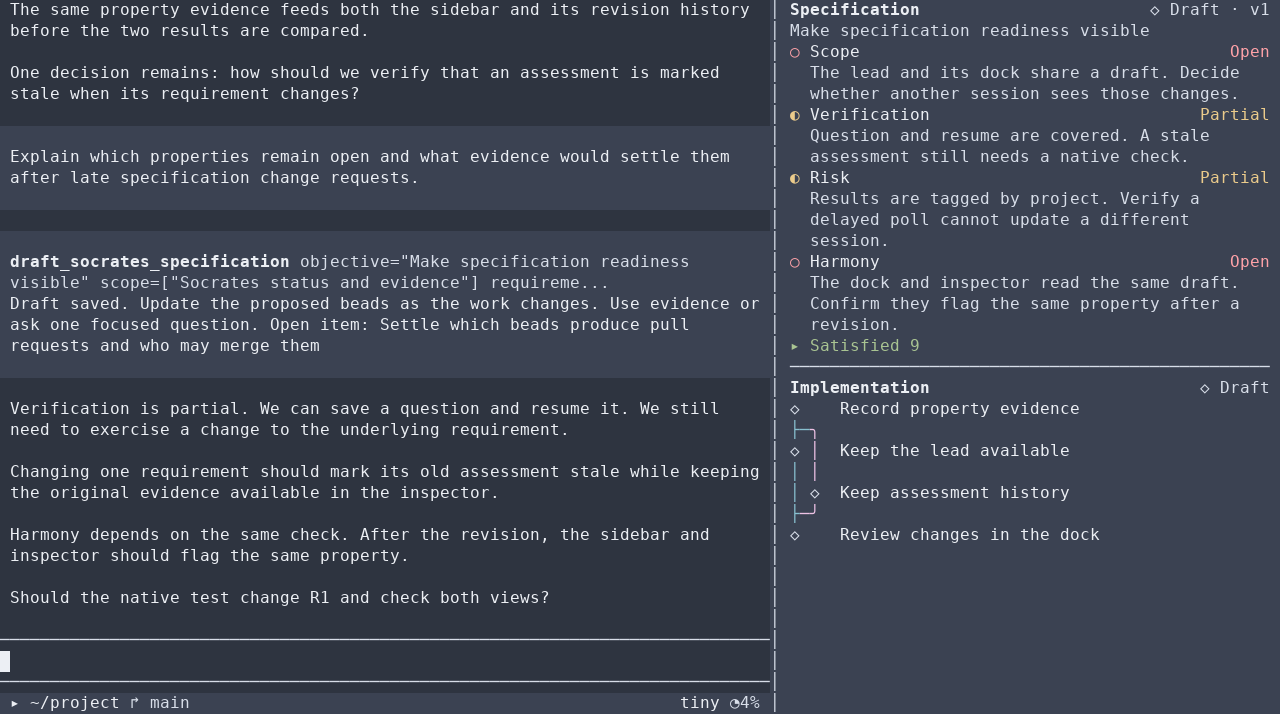 The same property evidence feeds both the sidebar and its revision history
before the two results are compared.
One decision remains: how should we verify that an assessment is marked
stale when its requirement changes?
Explain which properties remain open and what evidence would settle them
after late specification change requests.
draft_socrates_specification objective="Make specification readiness
visible" scope=["Socrates status and evidence"] requireme...
Draft saved. Update the proposed beads as the work changes. Use evidence or
ask one focused question. Open item: Settle which beads produce pull
requests and who may merge them
Verification is partial. We can save a question and resume it. We still
need to exercise a change to the underlying requirement.
Changing one requirement should mark its old assessment stale while keeping
the original evidence available in the inspector.
Harmony depends on the same check. After the revision, the sidebar and
inspector should flag the same property.
Should the native test change R1 and check both views?
▸ ~/project ↱ main tiny ◔4%
Specification ◇ Draft · v1
Make specification readiness visible
○ Scope Open
The lead and its dock share a draft. Decide
whether another session sees those changes.
◐ Verification Partial
Question and resume are covered. A stale
assessment still needs a native check.
◐ Risk Partial
Results are tagged by project. Verify a
delayed poll cannot update a different
session.
○ Harmony Open
The dock and inspector read the same draft.
Confirm they flag the same property after a
revision.
▸ Satisfied 9
Implementation ◇ Draft
◇ Record property evidence
◇ Keep the lead available
◇ Keep assessment history
◇ Review changes in the dock